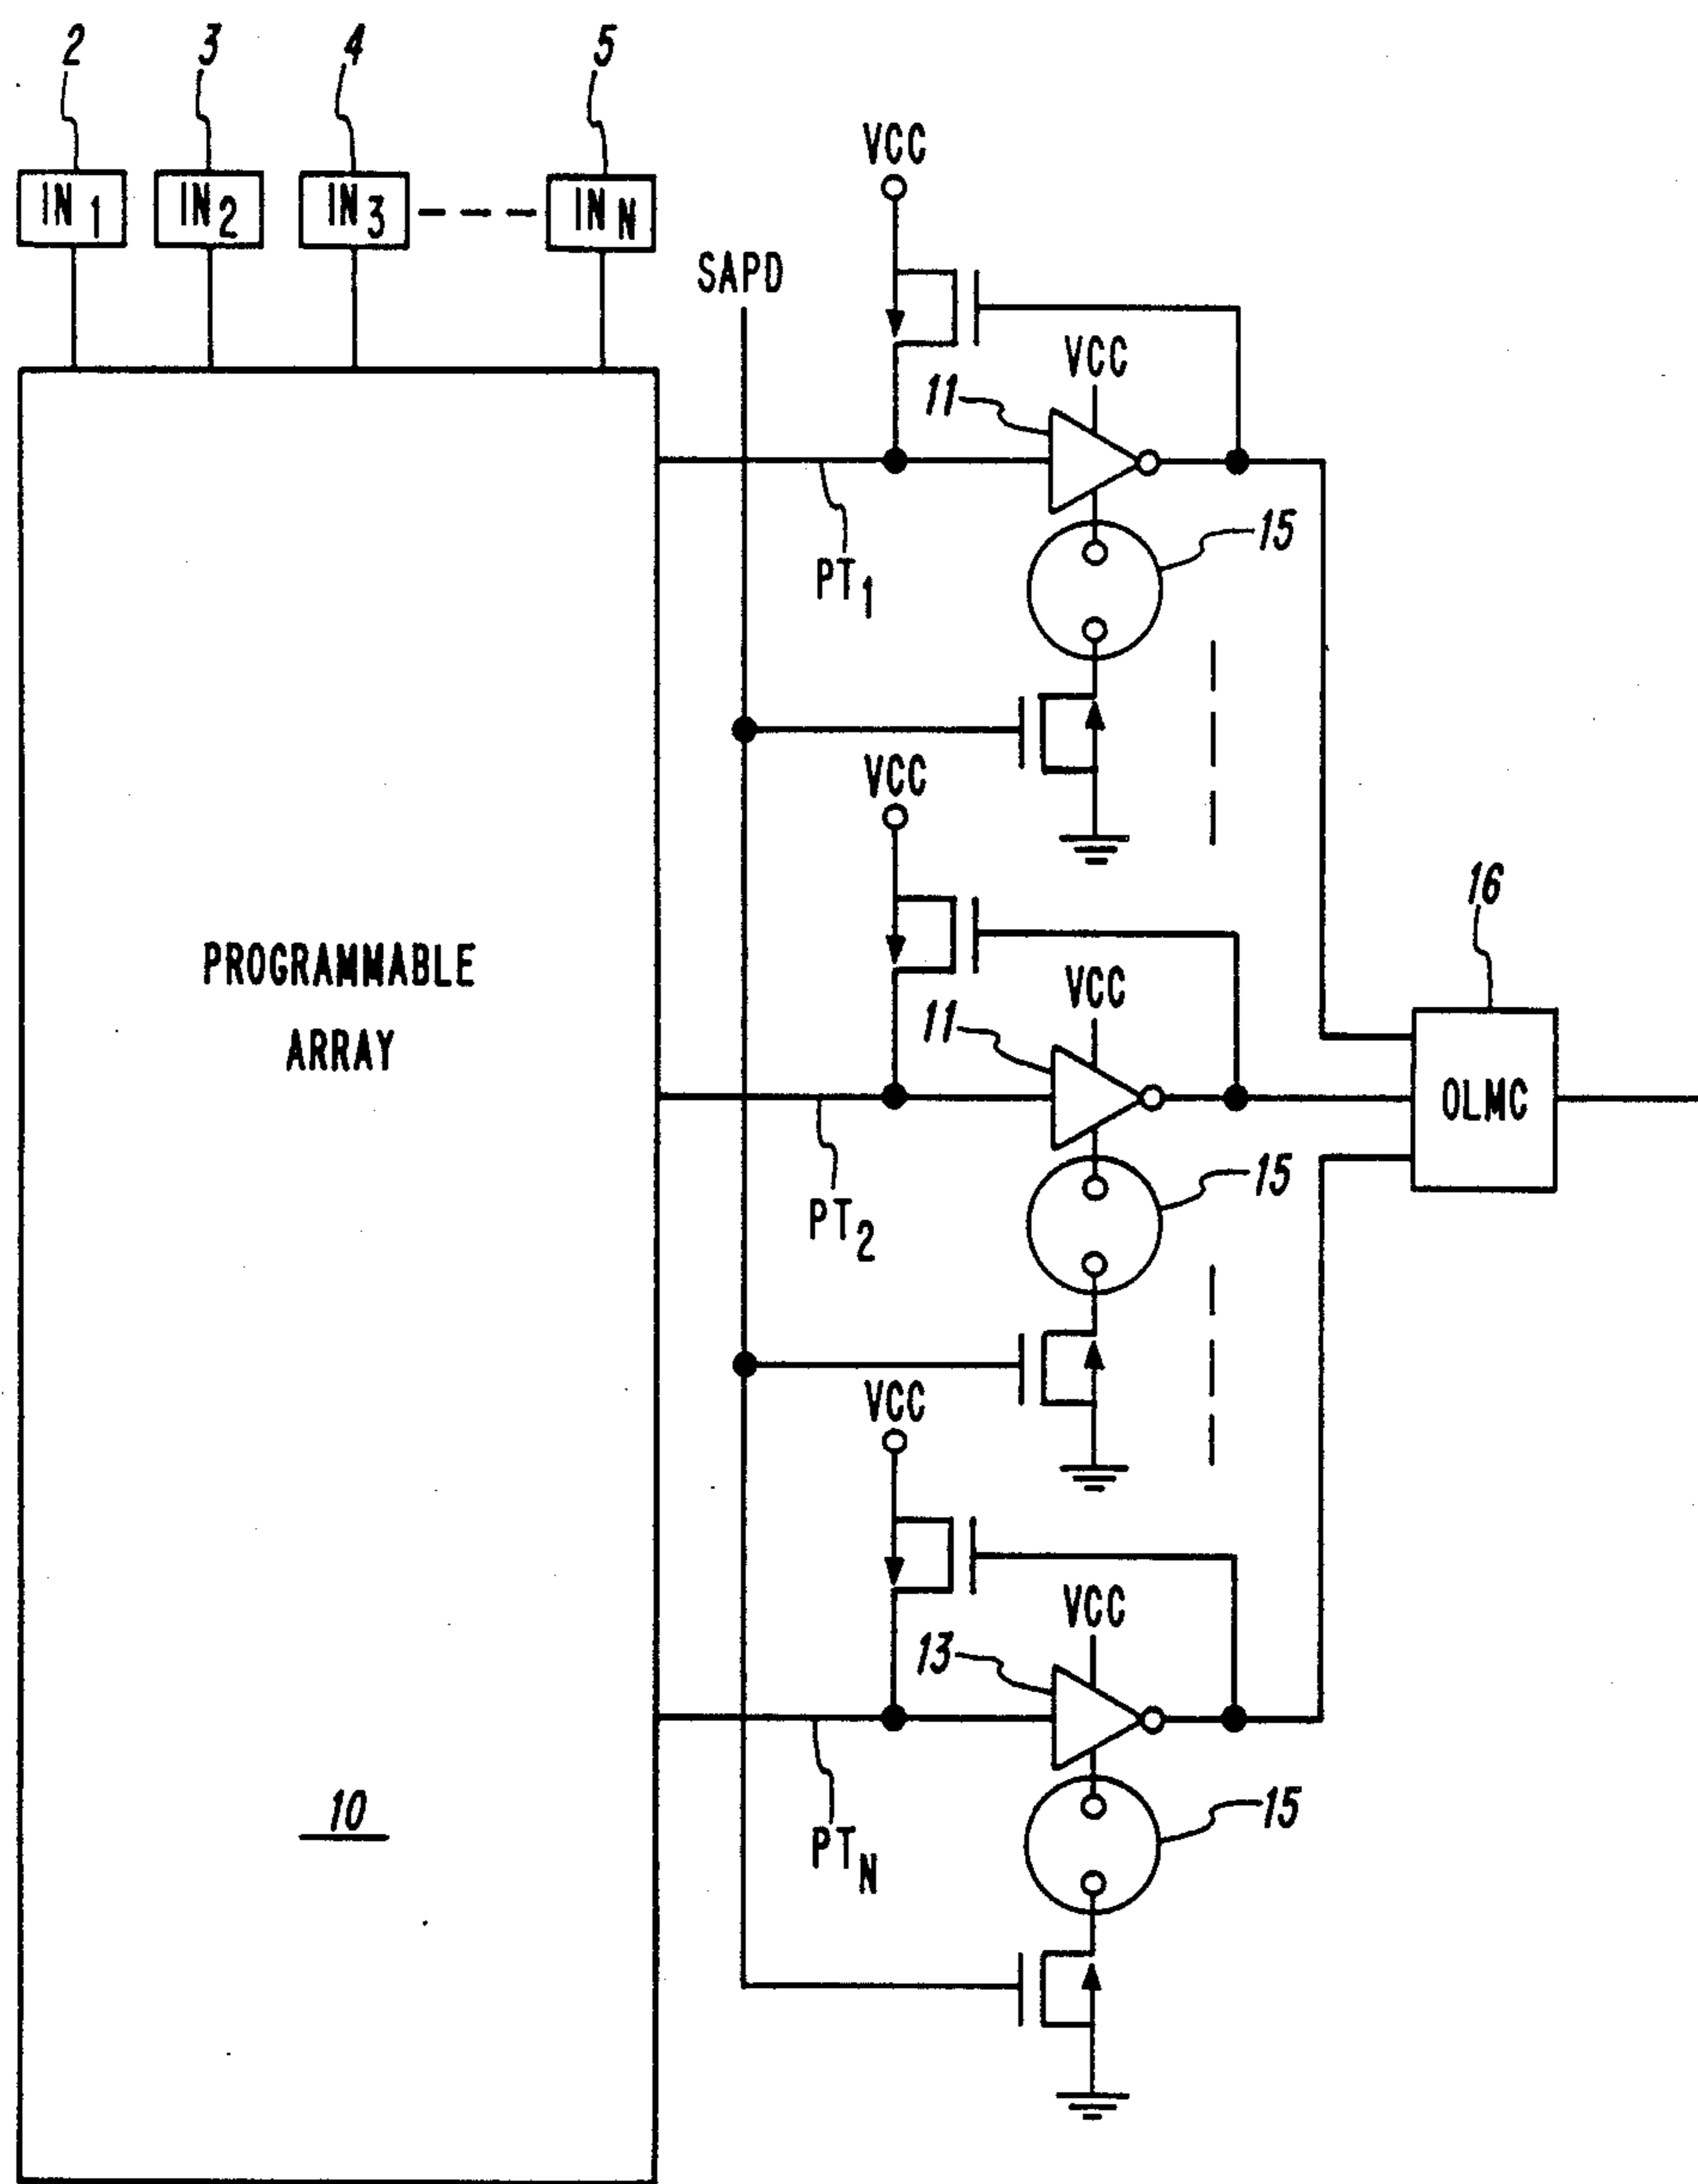 2 3 4 5
IN1 IN2 IN3 INN
VCC
SAPD
VCC
11
15
PT1
VCC
16
PROGRAMMABLE
ARRAY
VCC
11
OLMC
15
PT2
VCC
VCC
13
15
10
PTN